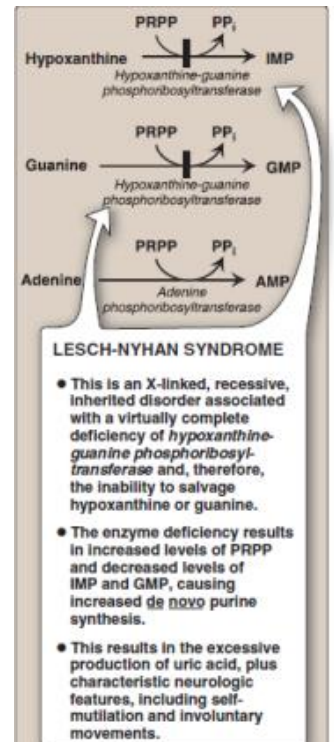 PRPP PPi
Hypoxanthine IMP
Hypoxanthine-guanine
phosphoribosyltransferase
PRPP PPi
Guanine GMP
Hypoxanthine-guanine
phosphoribosyltransferase
PRPP PPi
Adenine AMP
Adenine
phosphoribosyltransferase
LESCH-NYHAN SYNDROME
• This is an X-linked, recessive,
inherited disorder associated
with a virtually complete
deficiency of hypoxanthine-
guanine phosphoribosyl-
transferase and, therefore,
the inability to salvage
hypoxanthine or guanine.
• The enzyme deficiency results
in increased levels of PRPP
and decreased levels of
IMP and GMP, causing
increased de novo purine
synthesis.
• This results in the excessive
production of uric acid, plus
characteristic neurologic
features, including self-
mutilation and involuntary
movements.